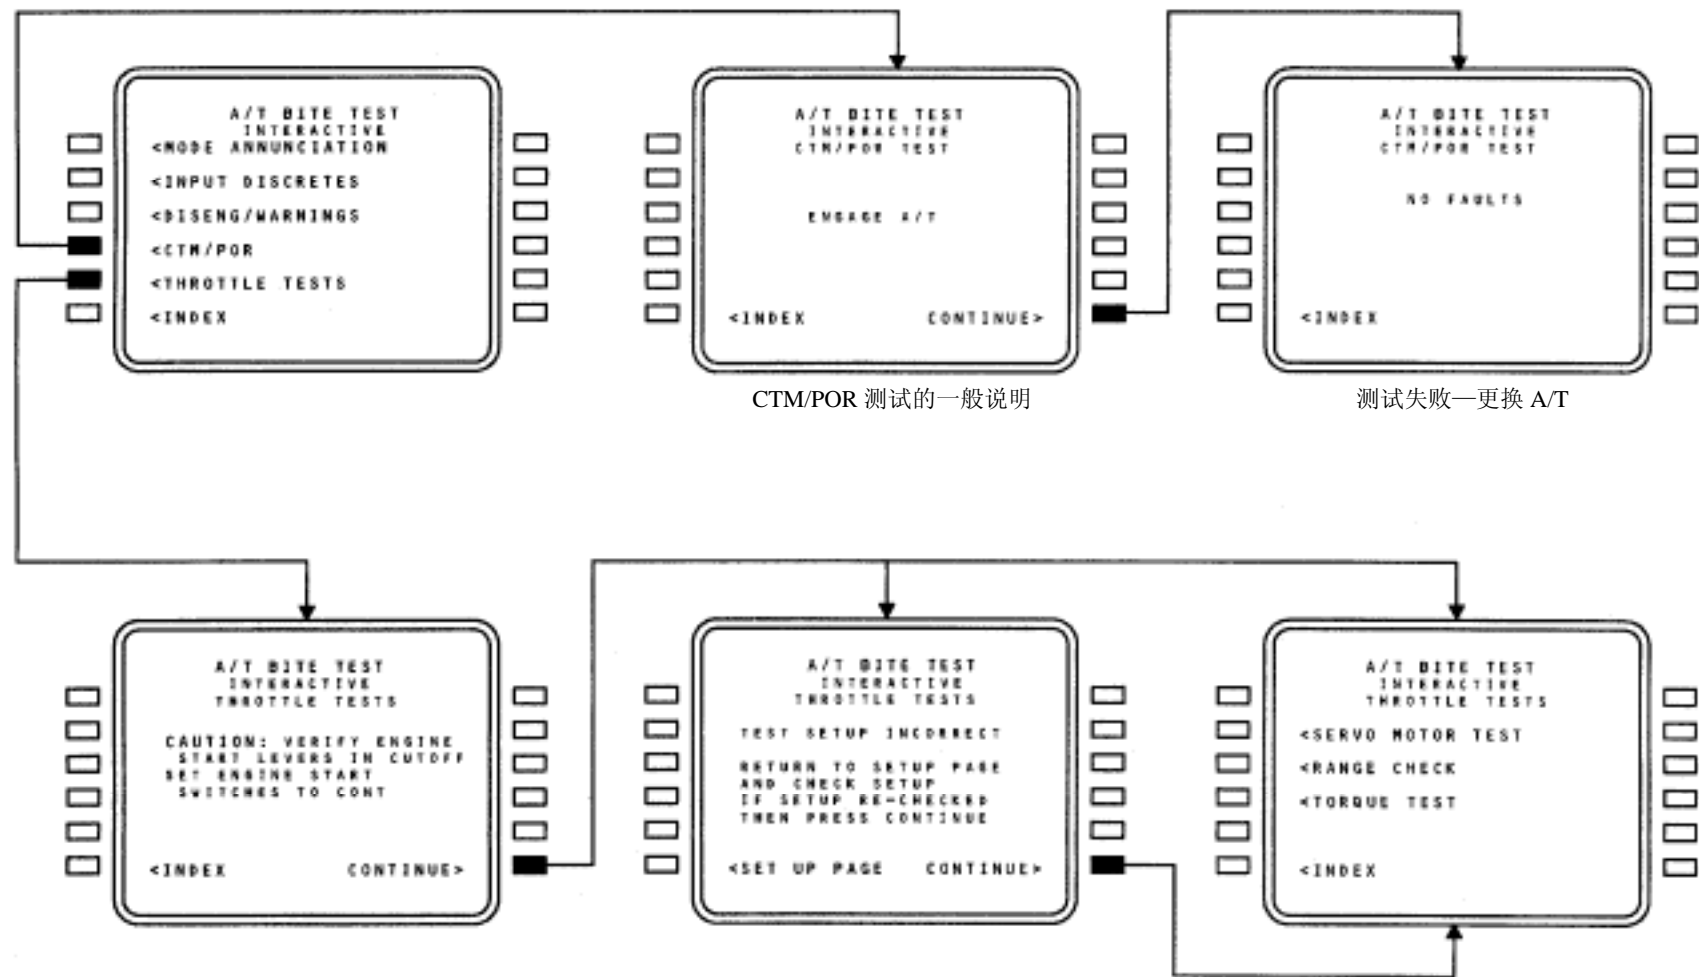 A/T BITE TEST
INTERACTIVE
<MODE ANNUNCIATION
<INPUT DISCRETES
<DISENG/WARNINGS
<CTM/POR
<THROTTLE TESTS
<INDEX
A/T BITE TEST
INTERACTIVE
CTM/POR TEST
ENGAGE A/T
<INDEX CONTINUE>
CTM/POR 测试的一般说明
A/T BITE TEST
INTERACTIVE
CTM/POR TEST
NO FAULTS
<INDEX
测试失败—更换 A/T
A/T BITE TEST
INTERACTIVE
THROTTLE TESTS
CAUTION: VERIFY ENGINE
START LEVERS IN CUTOFF
SET ENGINE START
SWITCHES TO CONT
<INDEX CONTINUE>
A/T BITE TEST
INTERACTIVE
THROTTLE TESTS
TEST SETUP INCORRECT
RETURN TO SETUP PAGE
AND CHECK SETUP
IF SETUP RE-CHECKED
THEN PRESS CONTINUE
<SET UP PAGE CONTINUE>
A/T BITE TEST
INTERACTIVE
THROTTLE TESTS
<SERVO MOTOR TEST
<RANGE CHECK
<TORQUE TEST
<INDEX